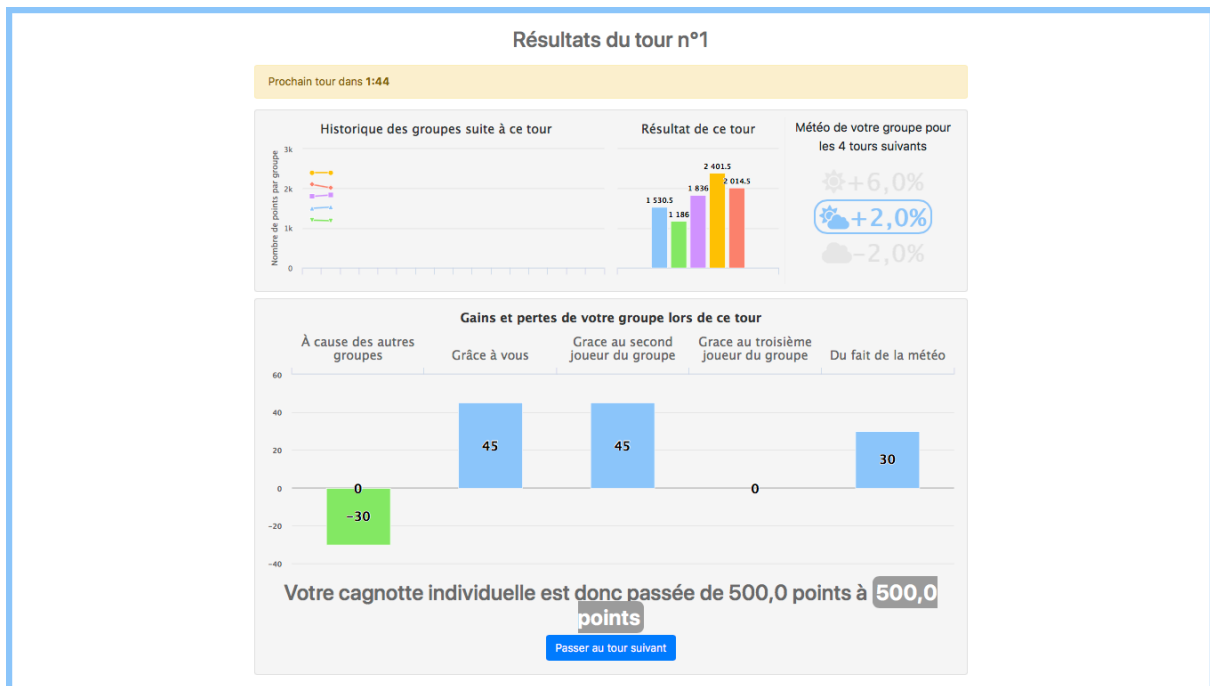 Résultats du tour n°1
Prochain tour dans 1:44
Historique des groupes suite à ce tour
Nombre de points par groupe
3k
2k
1k
0
Résultat de ce tour
1 530.5
1 186
1 836
2 401.5
2 014.5
Météo de votre groupe pour
les 4 tours suivants
+6,0%
+2,0%
-2,0%
Gains et pertes de votre groupe lors de ce tour
À cause des autres
groupes
Grâce à vous
Grace au second
joueur du groupe
Grace au troisième
joueur du groupe
Du fait de la météo
60
40
20
0
-20
-40
0
-30
45
45
0
30
Votre cagnotte individuelle est donc passée de 500,0 points à 500,0
points
Passer au tour suivant